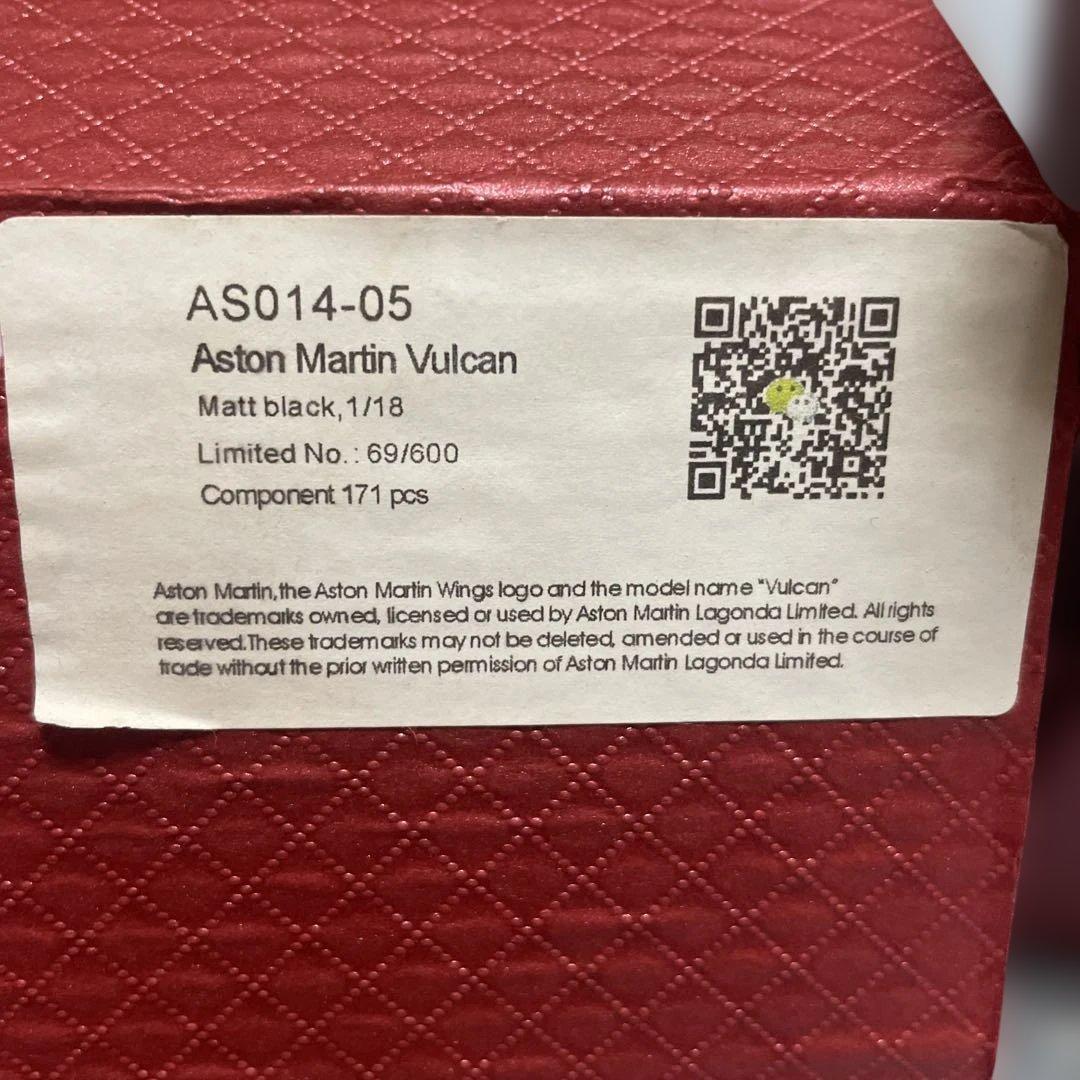 AS014-05
Aston Martin Vulcan
Matt black,1/18
Limited No.: 69/600
Component 171 pcs
Aston Martin,the Aston Martin Wings logo and the model name “Vulcan”
are trademarks owned, licensed or used by Aston Martin Lagonda Limited. All rights
reserved.These trademarks may not be deleted, amended or used in the course of
trade without the prior written permission of Aston Martin Lagonda Limited.